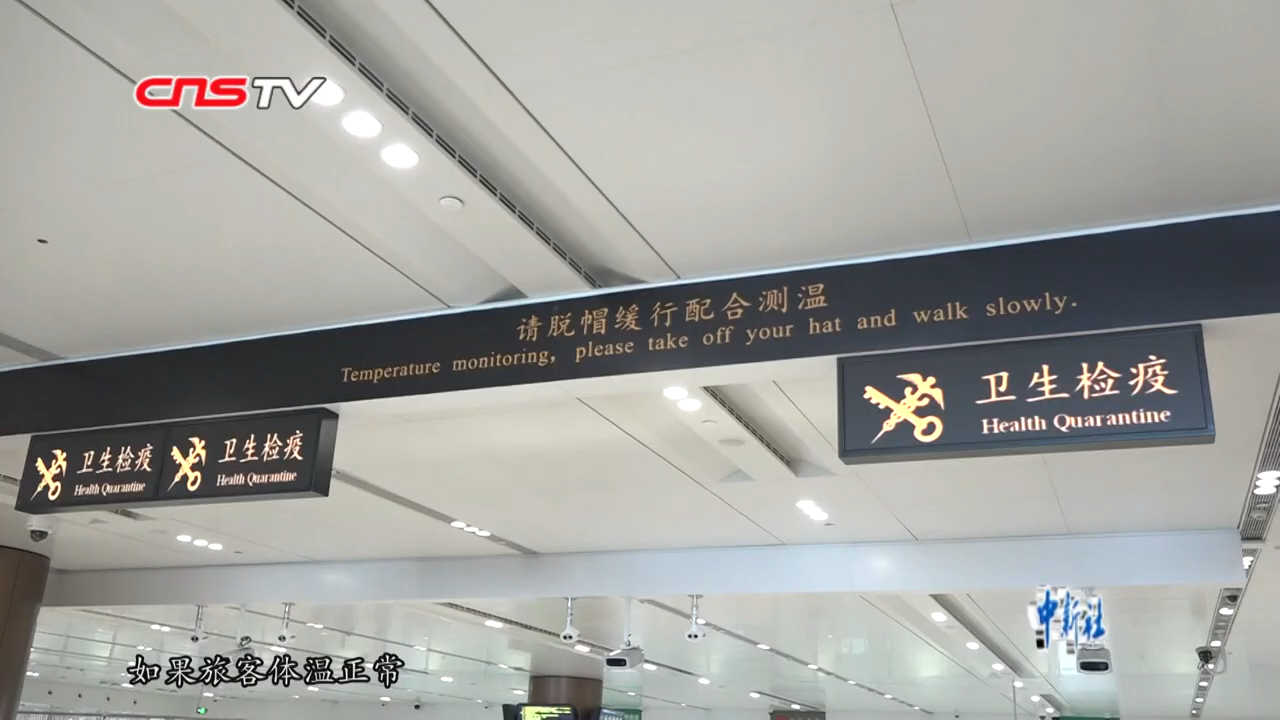 CNSTV
请脱帽缓行配合测温
Temperature monitoring, please take off your hat and walk slowly.
卫生检疫
Health Quarantine
卫生检疫
Health Quarantine
卫生检疫
Health Quarantine
中新社
如果旅客体温正常